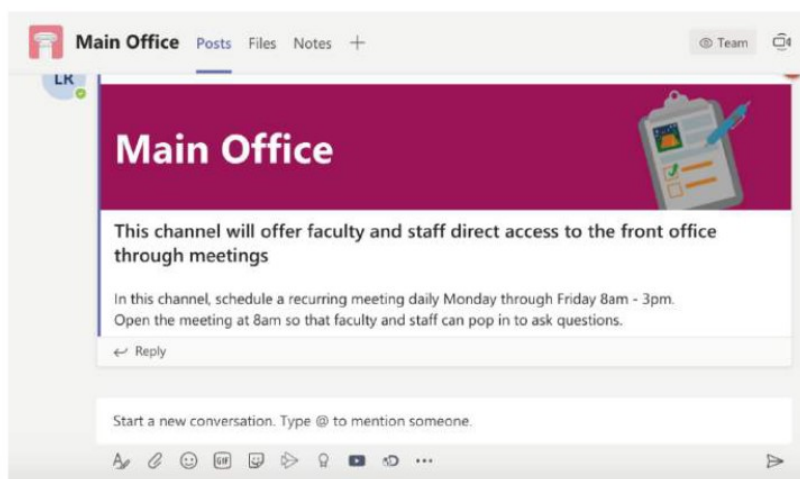 Main Office Posts Files Notes + Team
LR
Main Office
This channel will offer faculty and staff direct access to the front office
through meetings
In this channel, schedule a recurring meeting daily Monday through Friday 8am - 3pm.
Open the meeting at 8am so that faculty and staff can pop in to ask questions.
Reply
Start a new conversation. Type @ to mention someone.
GIF